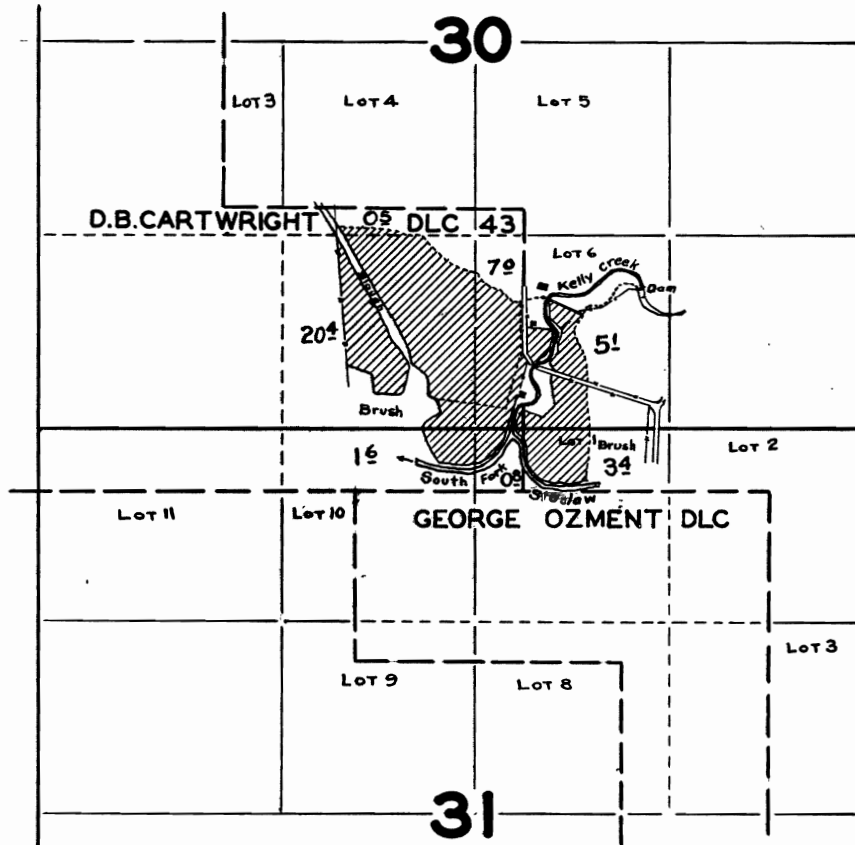 30
LOT 3
LOT 4
LOT 5
D.B. CARTWRIGHT
0.5
DLC 43
LOT 6
Kelly Creek
Dam
7.0
Slough
20.4
5.1
Brush
LOT 1
Brush
LOT 2
1.6
South Fork
0.8
3.4
LOT 11
LOT 10
GEORGE OZMENT DLC
LOT 3
LOT 9
LOT 8
31